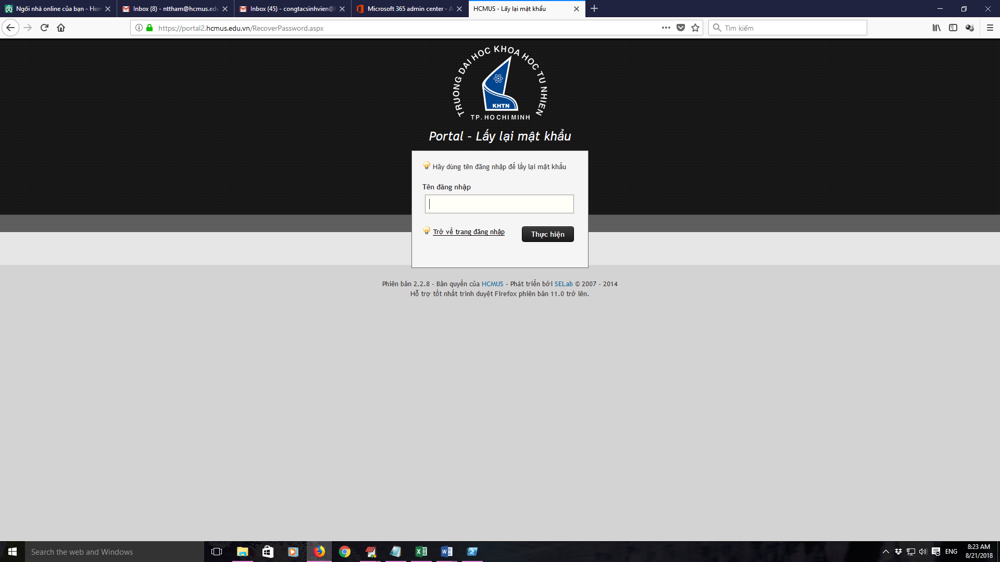 Ngôi nhà online của bạn - Hon
Inbox (8) - nttham@hcmus.edu
Inbox (45) - congtacsinhvien@
Microsoft 365 admin center - A
HCMUS - Lấy lại mật khẩu
https://portal2.hcmus.edu.vn/RecoverPassword.aspx
Tìm kiếm
TRUONG DAI HOC KHOA HOC TU NHIEN
KHTN
TP. HO CHI MINH
Portal - Lấy lại mật khẩu
Hãy dùng tên đăng nhập để lấy lại mật khẩu
Tên đăng nhập
Trở về trang đăng nhập
Thực hiện
Phiên bản 2.2.8 - Bản quyền của HCMUS - Phát triển bởi SELab © 2007 - 2014
Hỗ trợ tốt nhất trình duyệt Firefox phiên bản 11.0 trở lên.
Search the web and Windows
ENG
8:23 AM
8/21/2018